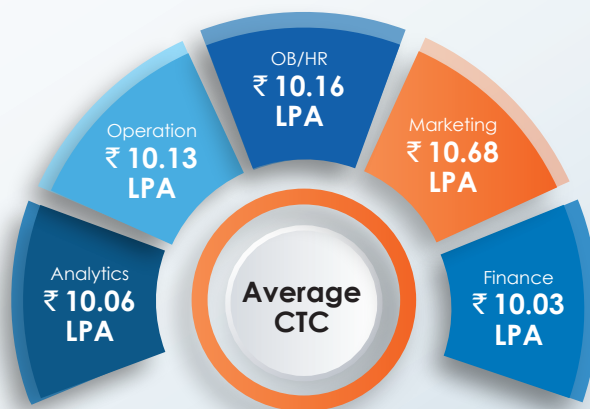 Analytics
₹ 10.06
LPA
Operation
₹ 10.13
LPA
OB/HR
₹ 10.16
LPA
Marketing
₹ 10.68
LPA
Finance
₹ 10.03
LPA
Average
CTC